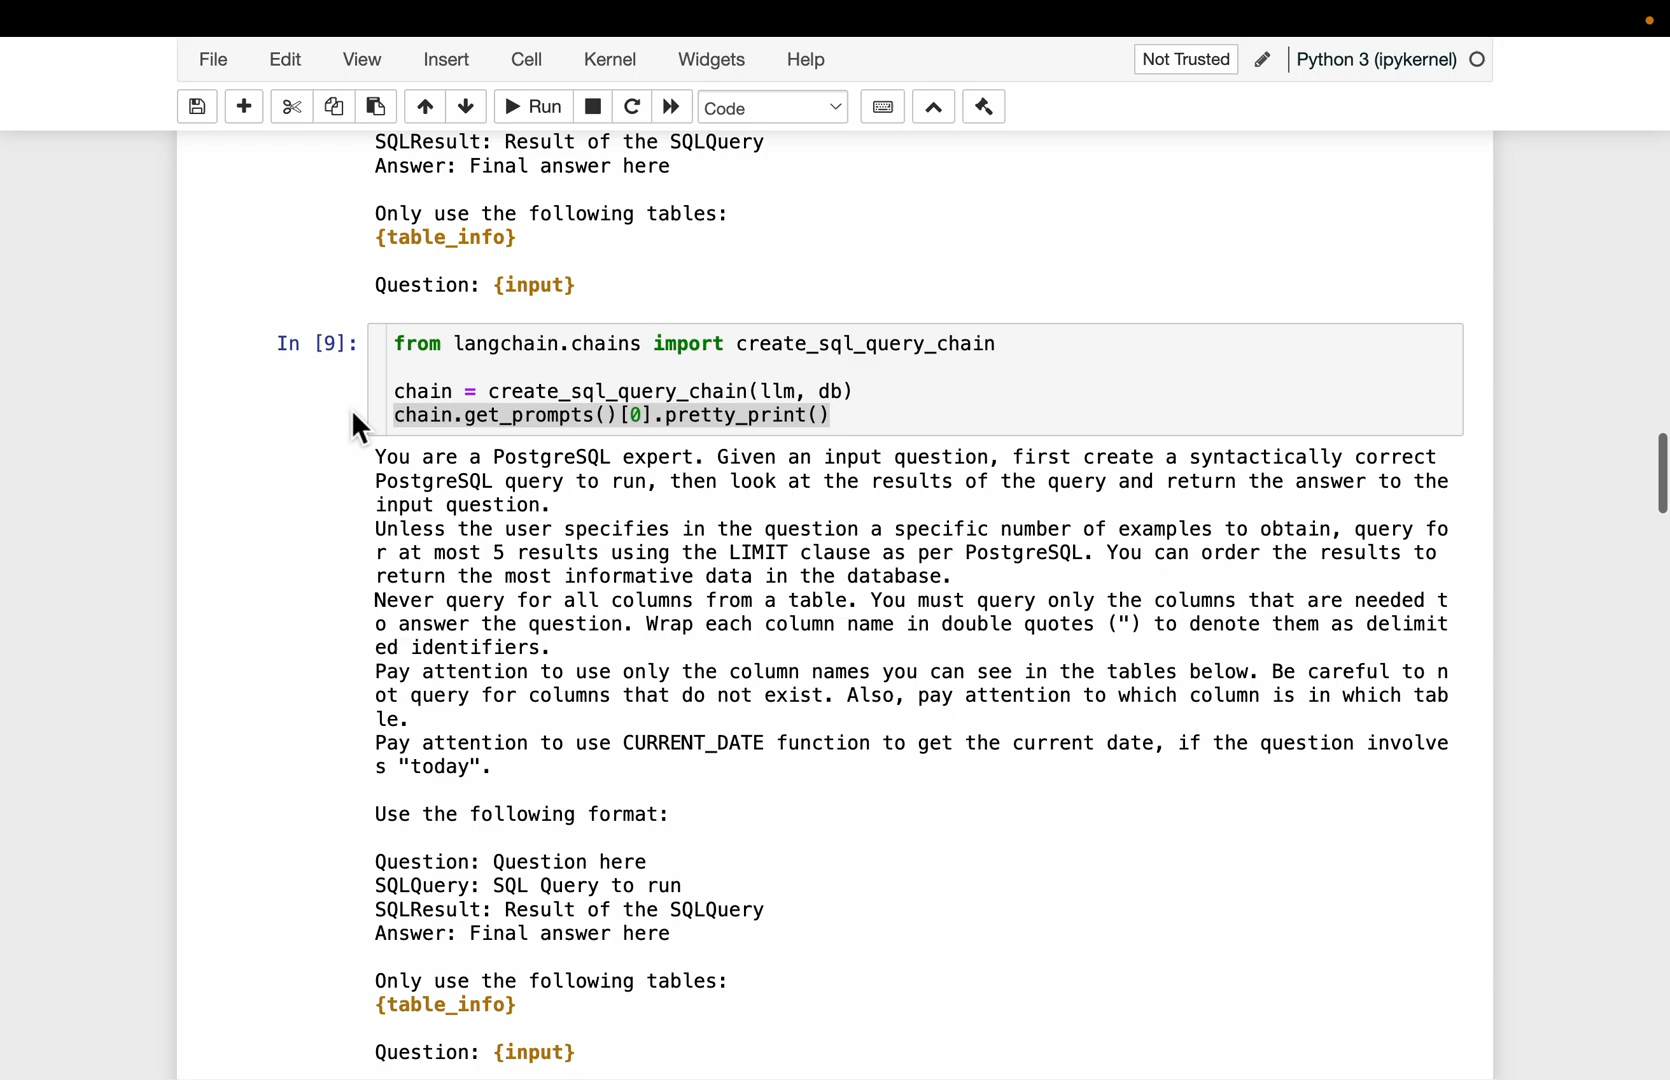 File Edit View Insert Cell Kernel Widgets Help Not Trusted Python 3 (ipykernel)
Run Code
SQLResult: Result of the SQLQuery
Answer: Final answer here
Only use the following tables:
{table_info}
Question: {input}
In [9]: from langchain.chains import create_sql_query_chain
chain = create_sql_query_chain(llm, db)
chain.get_prompts()[0].pretty_print()
You are a PostgreSQL expert. Given an input question, first create a syntactically correct
PostgreSQL query to run, then look at the results of the query and return the answer to the
input question.
Unless the user specifies in the question a specific number of examples to obtain, query fo
r at most 5 results using the LIMIT clause as per PostgreSQL. You can order the results to
return the most informative data in the database.
Never query for all columns from a table. You must query only the columns that are needed t
o answer the question. Wrap each column name in double quotes (") to denote them as delimit
ed identifiers.
Pay attention to use only the column names you can see in the tables below. Be careful to n
ot query for columns that do not exist. Also, pay attention to which column is in which tab
le.
Pay attention to use CURRENT_DATE function to get the current date, if the question involve
s "today".
Use the following format:
Question: Question here
SQLQuery: SQL Query to run
SQLResult: Result of the SQLQuery
Answer: Final answer here
Only use the following tables:
{table_info}
Question: {input}